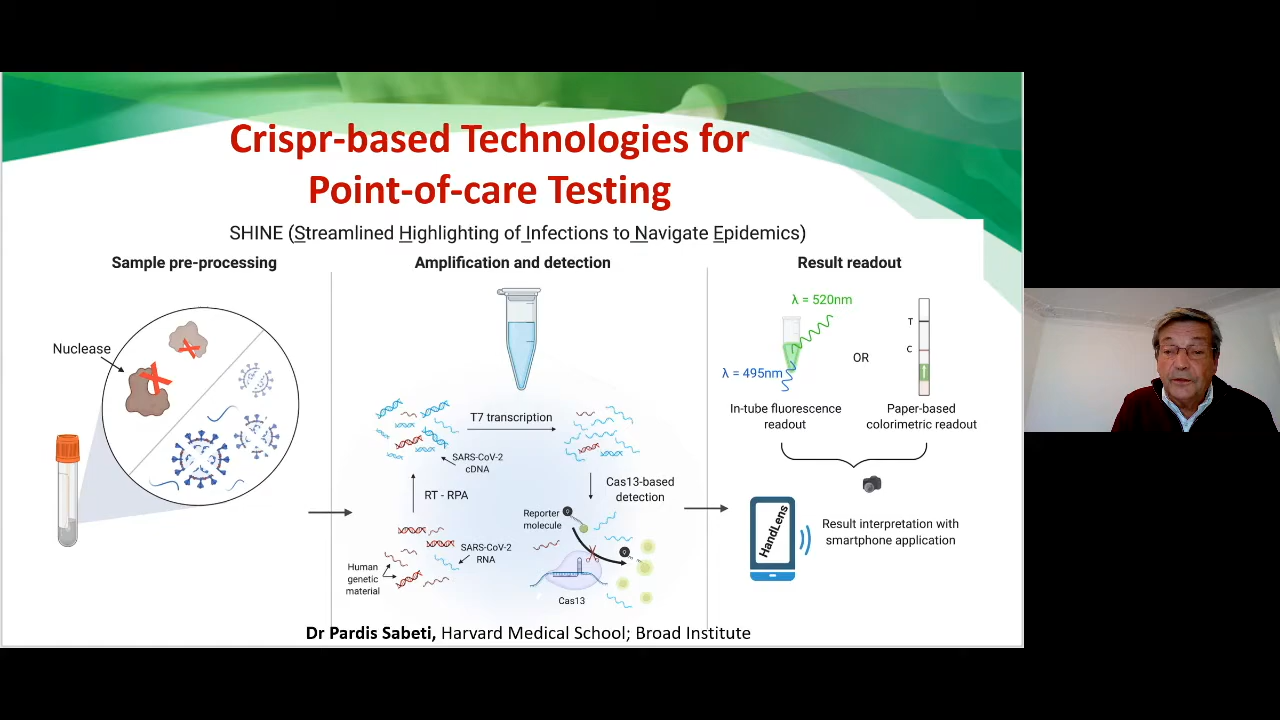 Crispr-based Technologies for
Point-of-care Testing
SHINE (Streamlined Highlighting of Infections to Navigate Epidemics)
Sample pre-processing
Nuclease
Amplification and detection
T7 transcription
SARS-CoV-2
cDNA
RT - RPA
Cas13-based
detection
Reporter
molecule
SARS-CoV-2
RNA
Human
genetic
material
Cas13
Result readout
λ = 520nm
λ = 495nm
OR
T
C
In-tube fluorescence
readout
Paper-based
colorimetric readout
HandLens
Result interpretation with
smartphone application
Dr Pardis Sabeti, Harvard Medical School; Broad Institute